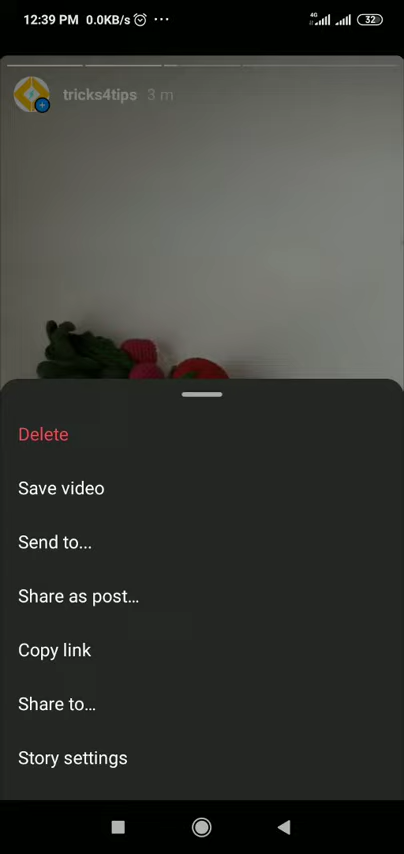 12:39 PM 0.0KB/s ... 4G 32
tricks4tips 3 m
Delete
Save video
Send to...
Share as post...
Copy link
Share to...
Story settings